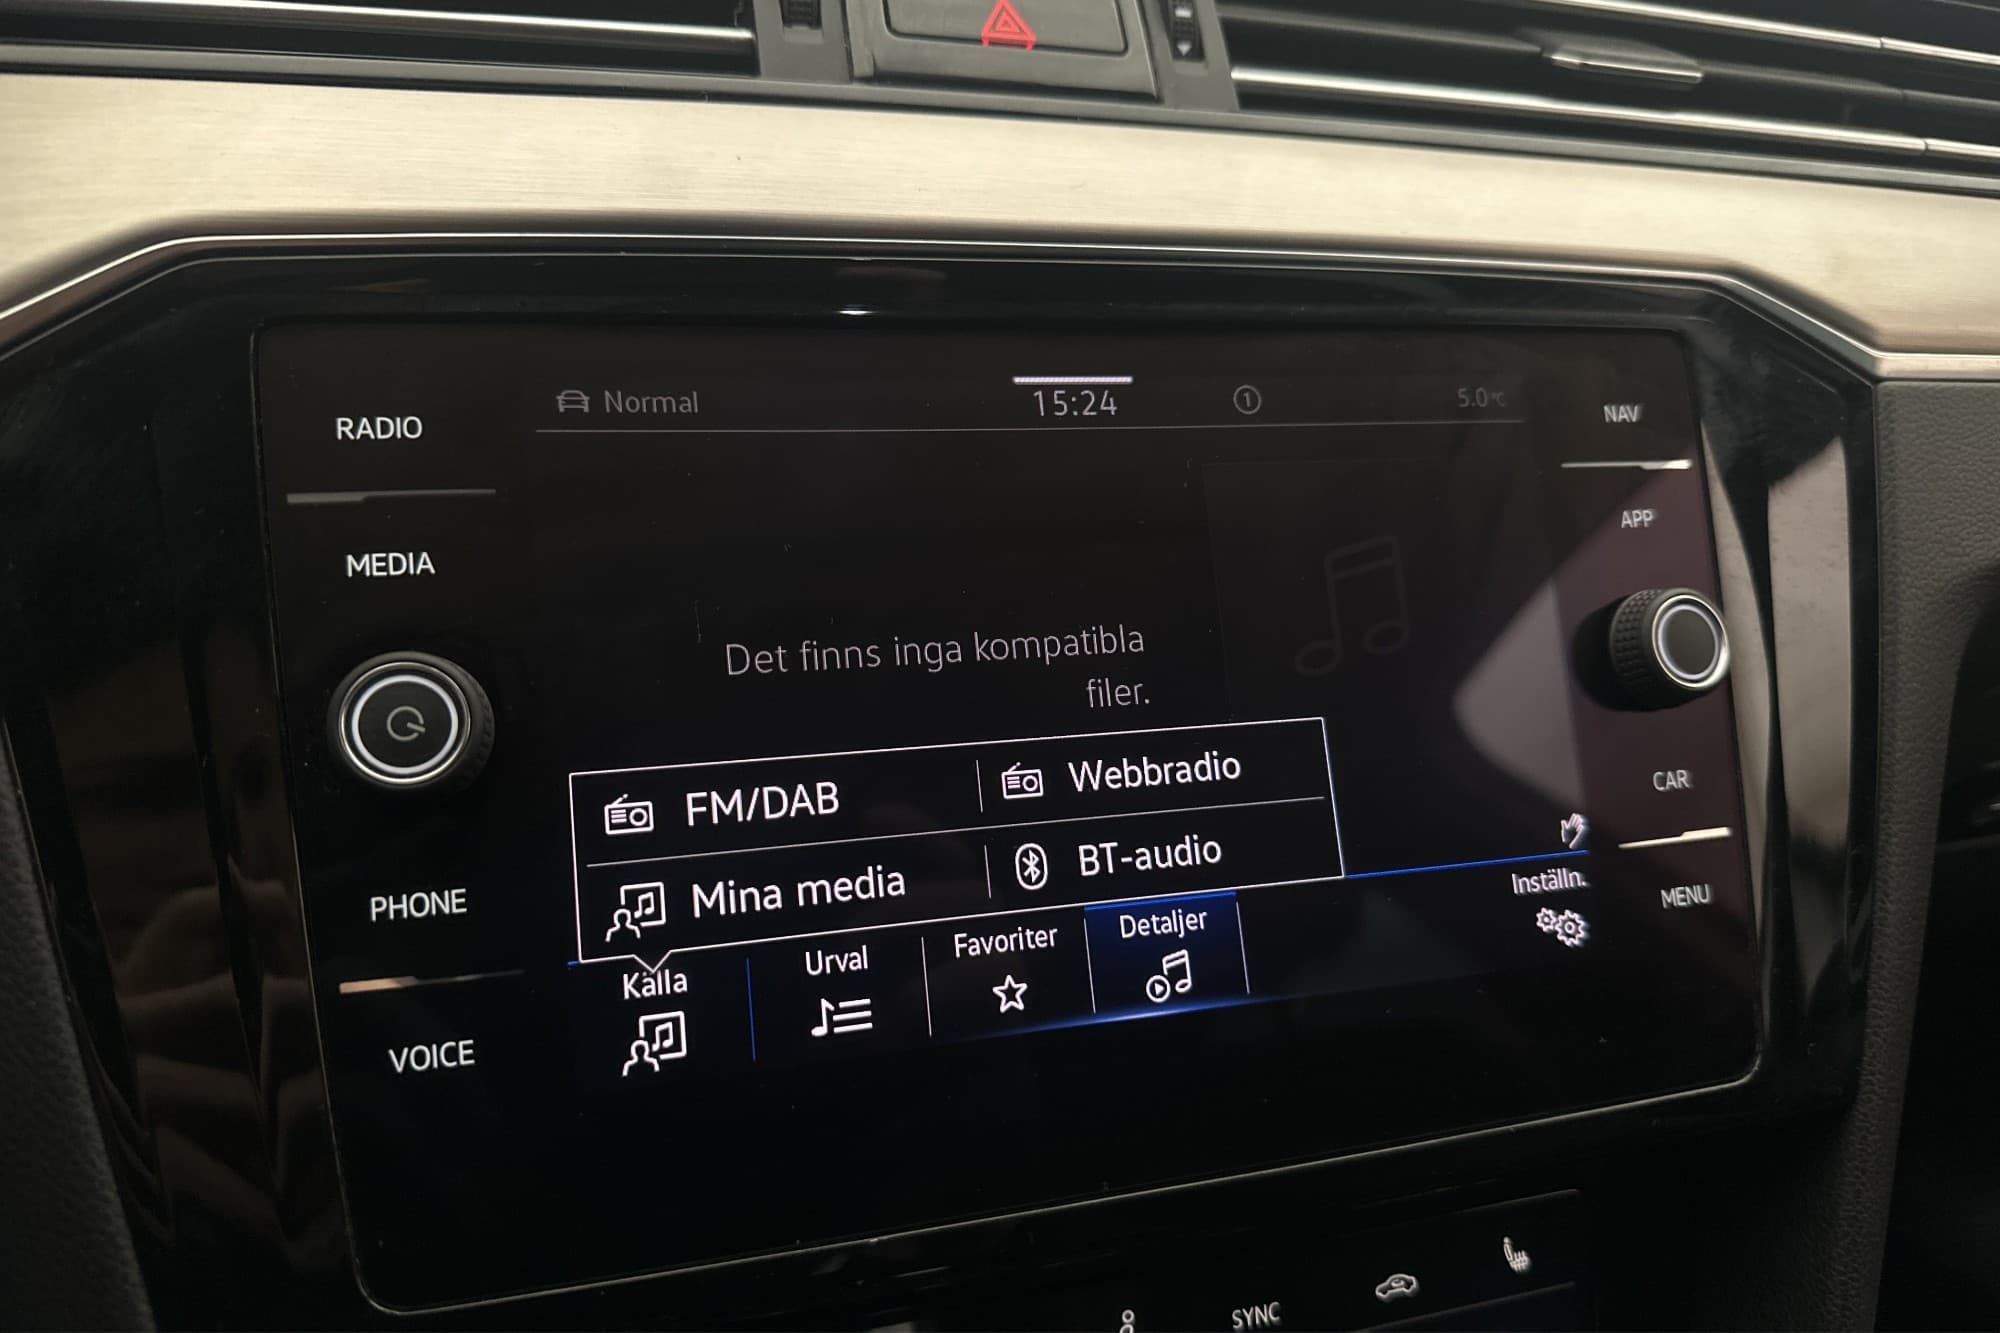 RADIO
MEDIA
PHONE
VOICE
Normal
15:24
1
5.0°C
Det finns inga kompatibla
filer.
FM/DAB
Webbradio
Mina media
BT-audio
Källa
Urval
Favoriter
Detaljer
Inställn.
NAV
APP
CAR
MENU
SYNC